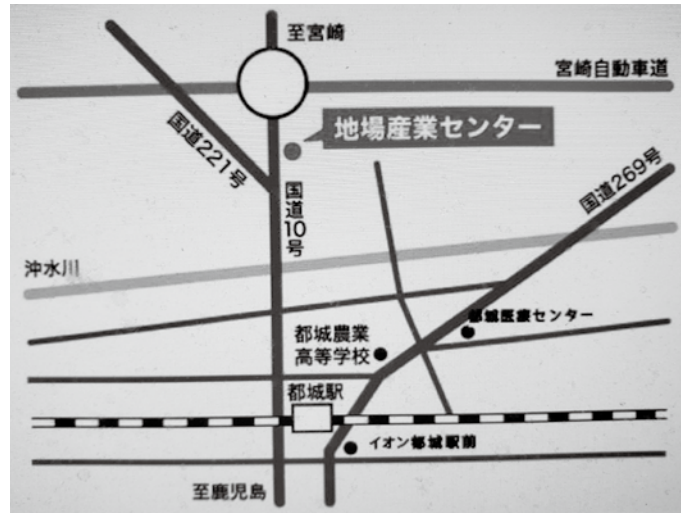 至宮崎
宮崎自動車道
地場産業センター
国道221号
国道269号
国道10号
沖水川
都城医療センター
都城農業
高等学校
都城駅
イオン都城駅前
至鹿児島